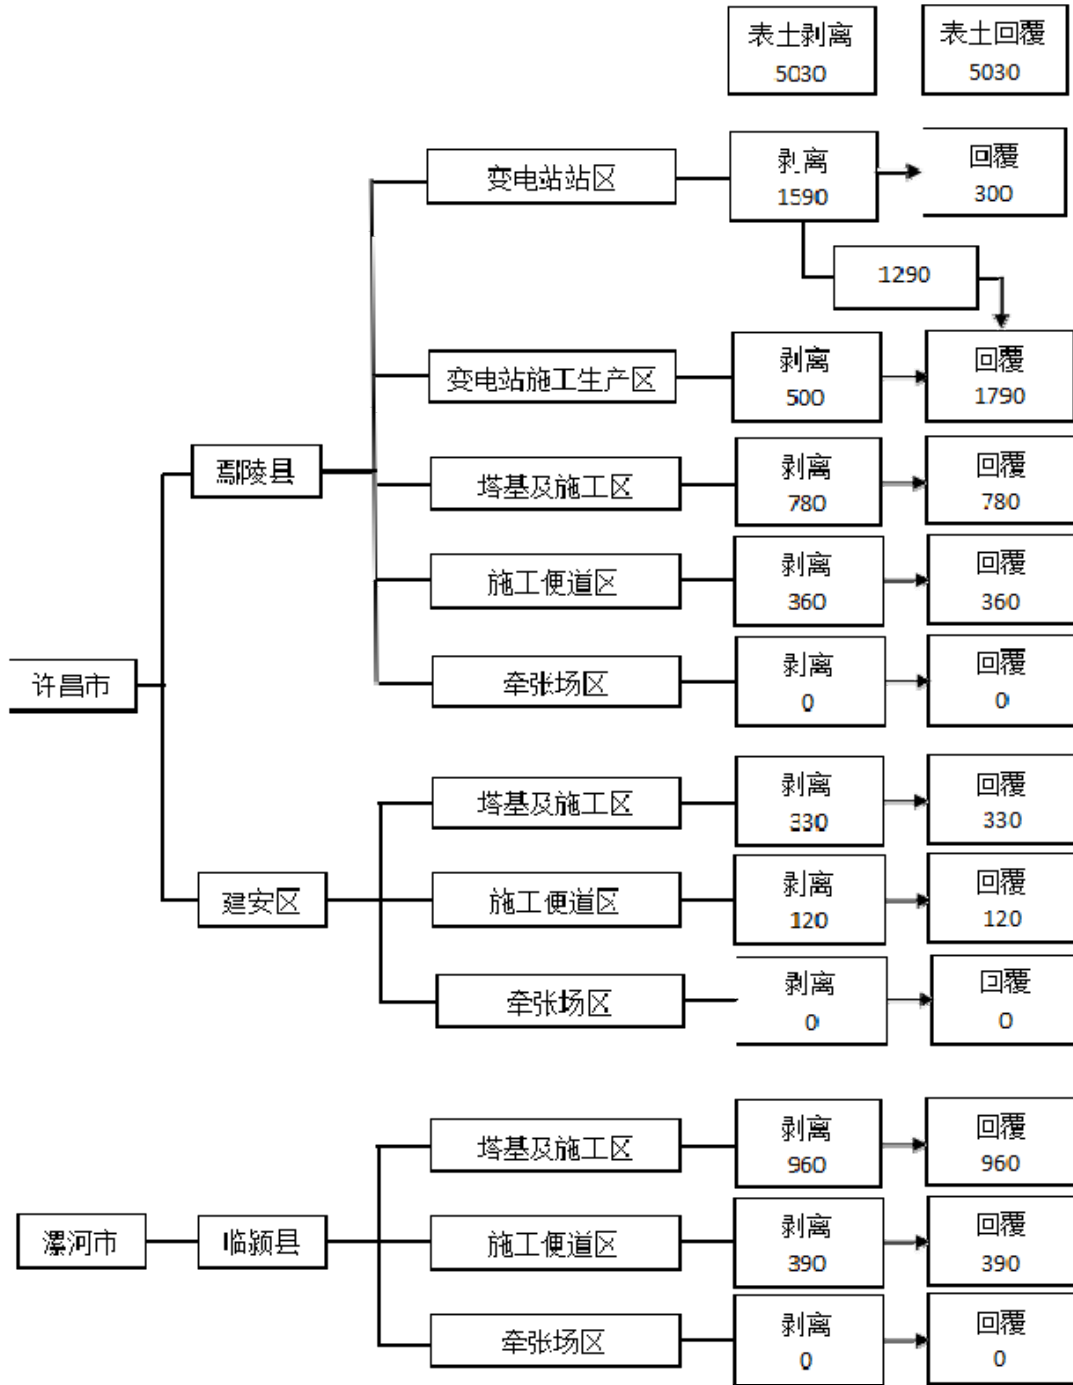 表土剥离
5030
表土回覆
5030
变电站站区
剥离
1590
回覆
300
1290
变电站施工生产区
剥离
500
回覆
1790
鄢陵县
塔基及施工区
剥离
780
回覆
780
施工便道区
剥离
360
回覆
360
许昌市
牵张场区
剥离
0
回覆
0
塔基及施工区
剥离
330
回覆
330
建安区
施工便道区
剥离
120
回覆
120
牵张场区
剥离
0
回覆
0
塔基及施工区
剥离
960
回覆
960
漯河市
临颍县
施工便道区
剥离
390
回覆
390
牵张场区
剥离
0
回覆
0